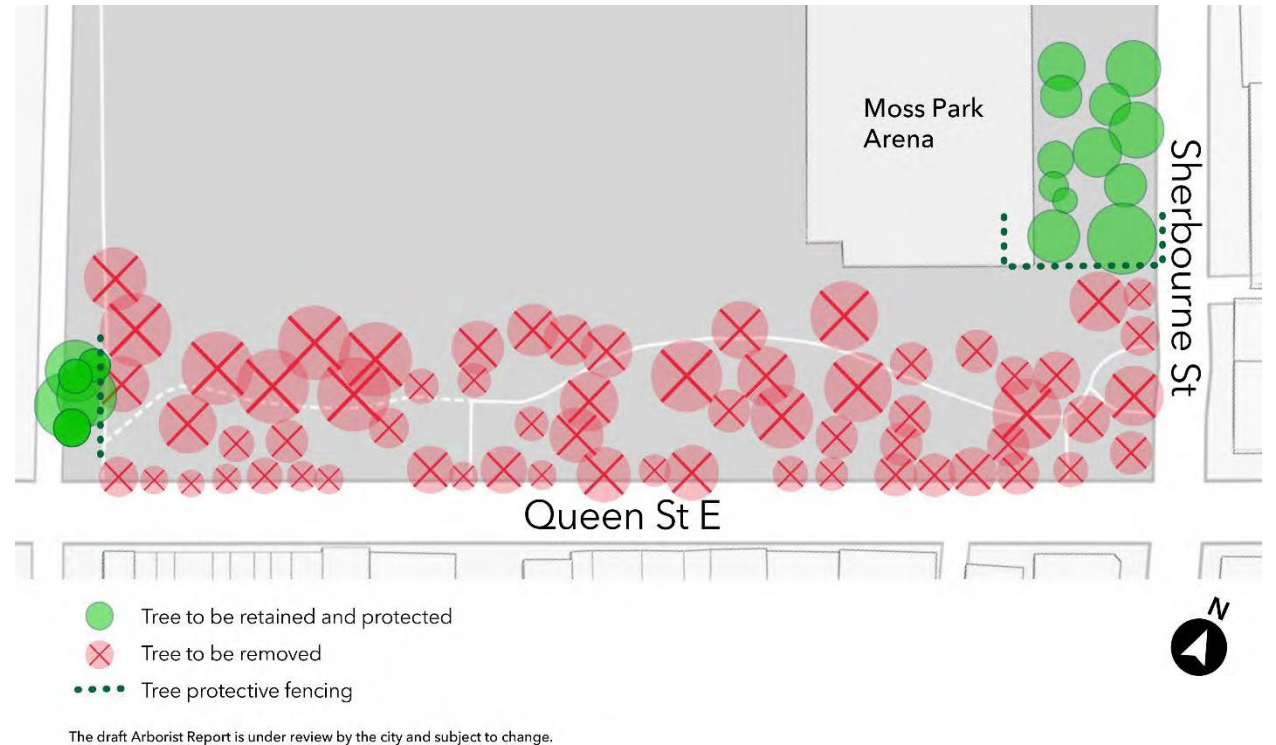 Moss Park
Arena
Sherbourne St
Queen St E
Tree to be retained and protected
N
Tree to be removed
Tree protective fencing
The draft Arborist Report is under review by the city and subject to change.